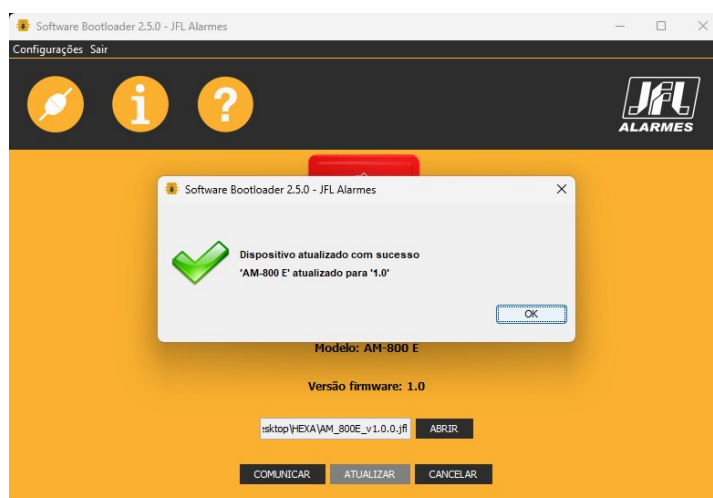 Software Bootloader 2.5.0 - JFL Alarmes
Configurações Sair
i ?
JFL
ALARMES
Software Bootloader 2.5.0 - JFL Alarmes
Dispositivo atualizado com sucesso
'AM-800 E' atualizado para '1.0'
OK
Modelo: AM-800 E
Versão firmware: 1.0
esktop\HEXA\AM_800E_v1.0.0.jfl ABRIR
COMUNICAR ATUALIZAR CANCELAR